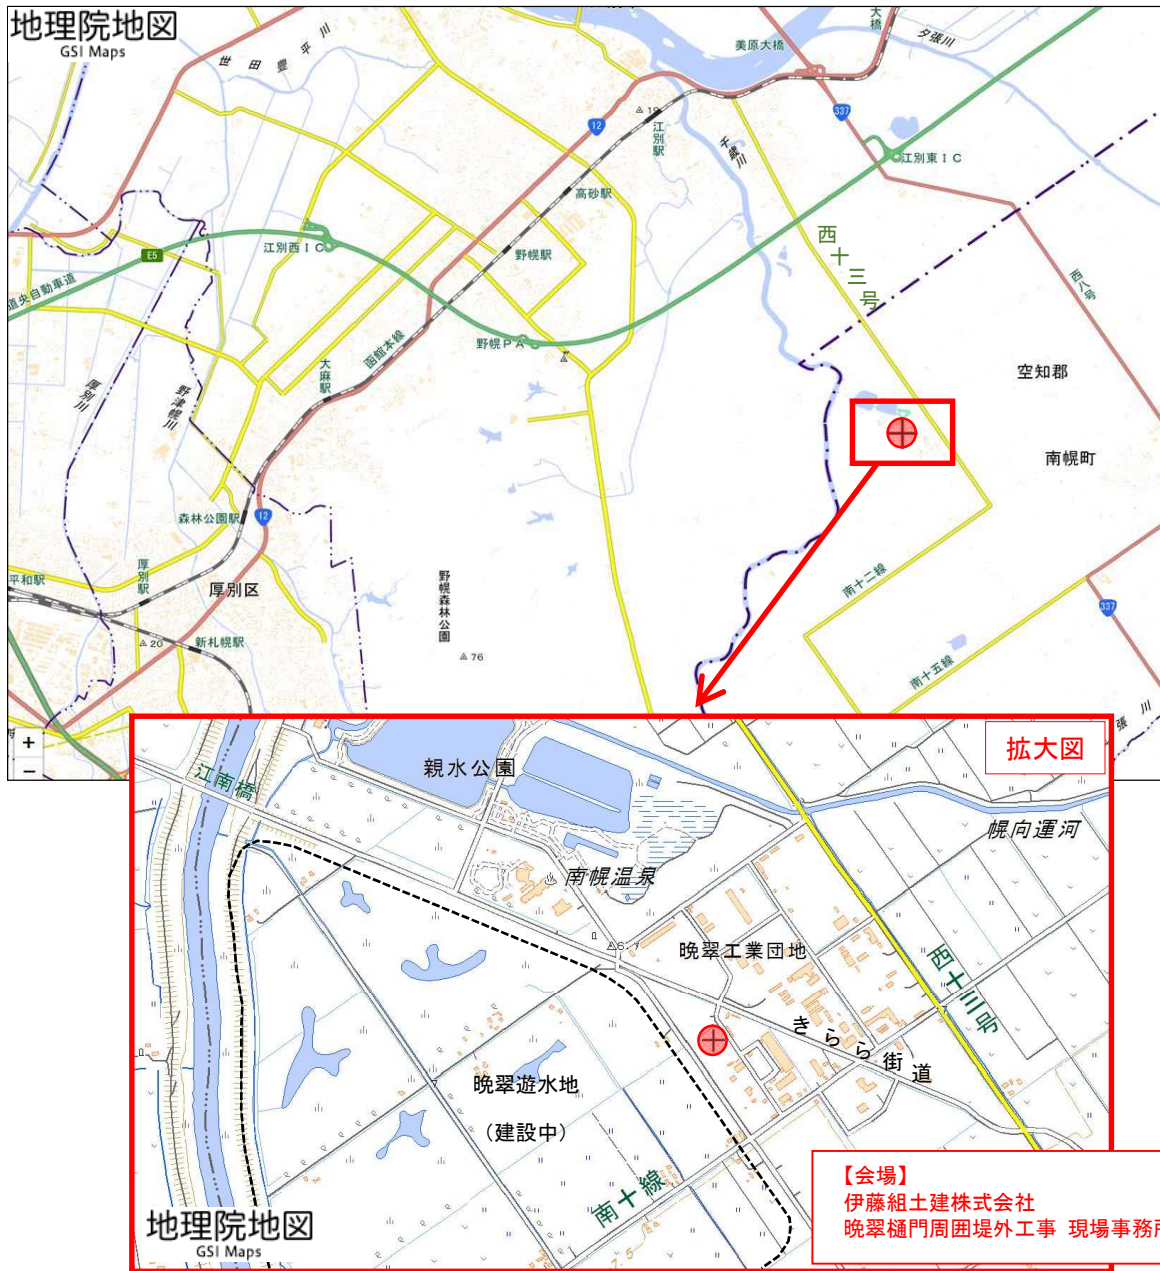 地理院地図
GSI Maps
世田豊平川
美原大橋
大橋
夕張川
337
12
19
江別駅
千歳川
江別東IC
高砂駅
西十三号
江別西IC
野幌駅
E5
道央自動車道
西八号
函館本線
野幌PA
大麻駅
空知郡
厚別川
野津幌川
南幌町
森林公園駅
12
厚別駅
平和駅
厚別区
野幌森林公園
南十二線
337
20
新札幌駅
76
南十五線
張川
+
−
拡大図
親水公園
江南橋
幌向運河
南幌温泉
24
6.7
晩翠工業団地
西十三号
きらら街道
晩翠遊水地
(建設中)
南十線
7.5
【会場】
伊藤組土建株式会社
晩翠樋門周囲堤外工事 現場事務所
地理院地図
GSI Maps